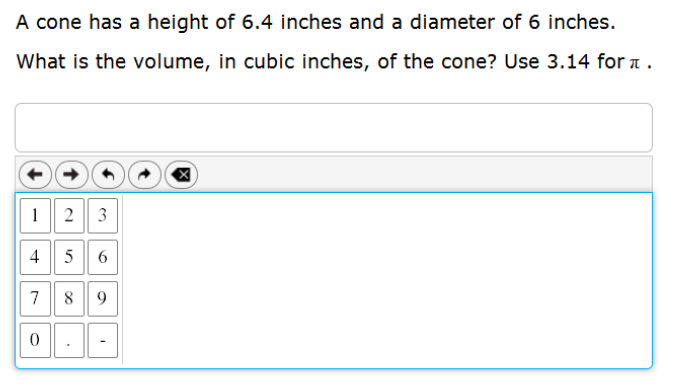 A cone has a height of 6.4 inches and a diameter of 6 inches.
What is the volume, in cubic inches, of the cone? Use 3.14 for π .
1 2 3
4 5 6
7 8 9
0 . -